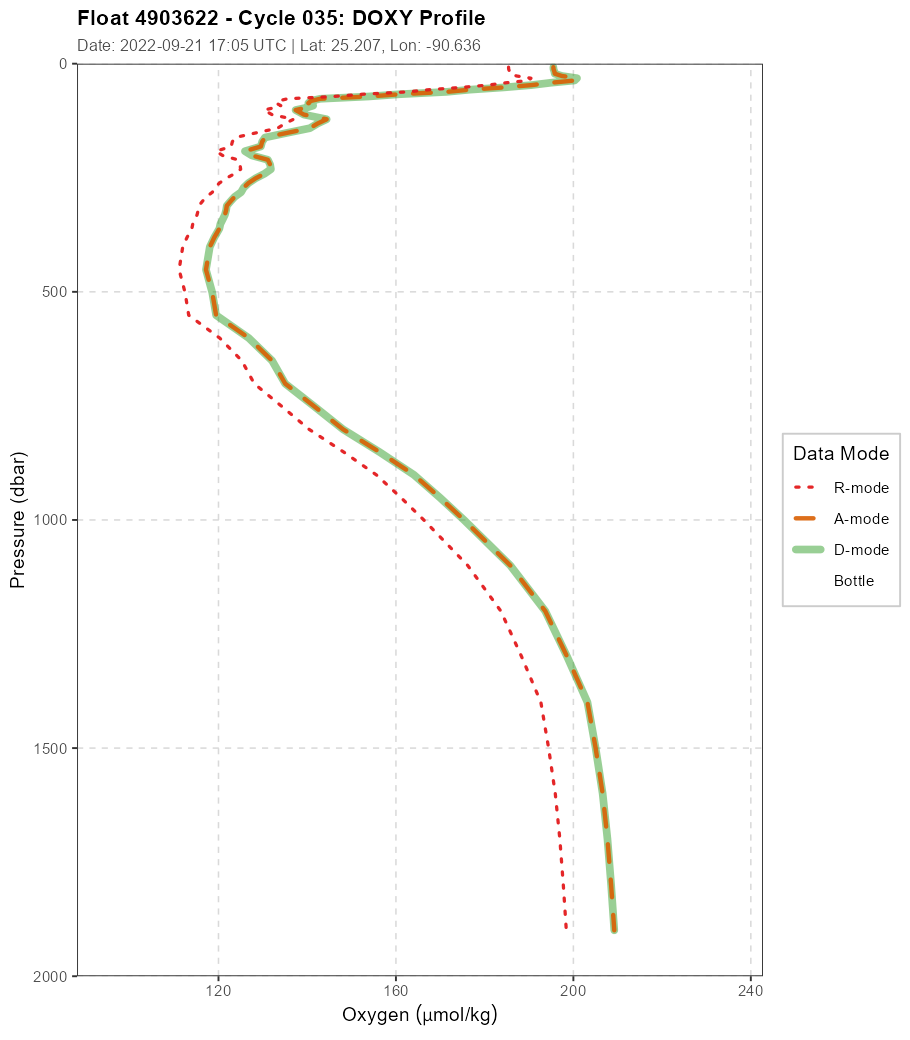 Float 4903622 - Cycle 035: DOXY Profile
Date: 2022-09-21 17:05 UTC | Lat: 25.207, Lon: -90.636
0
500
1000
1500
2000
Pressure (dbar)
120
160
200
240
Oxygen (μmol/kg)
Data Mode
R-mode
A-mode
D-mode
Bottle